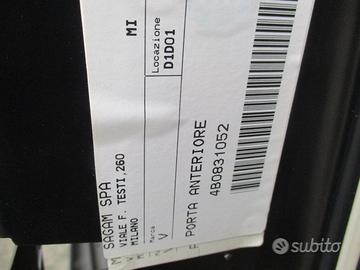 SAGAM SPA
VIALE F. TESTI,260
MILANO
MI
Marca
V
Locazione
D1D01
PORTA ANTERIORE
4B0831052
subito